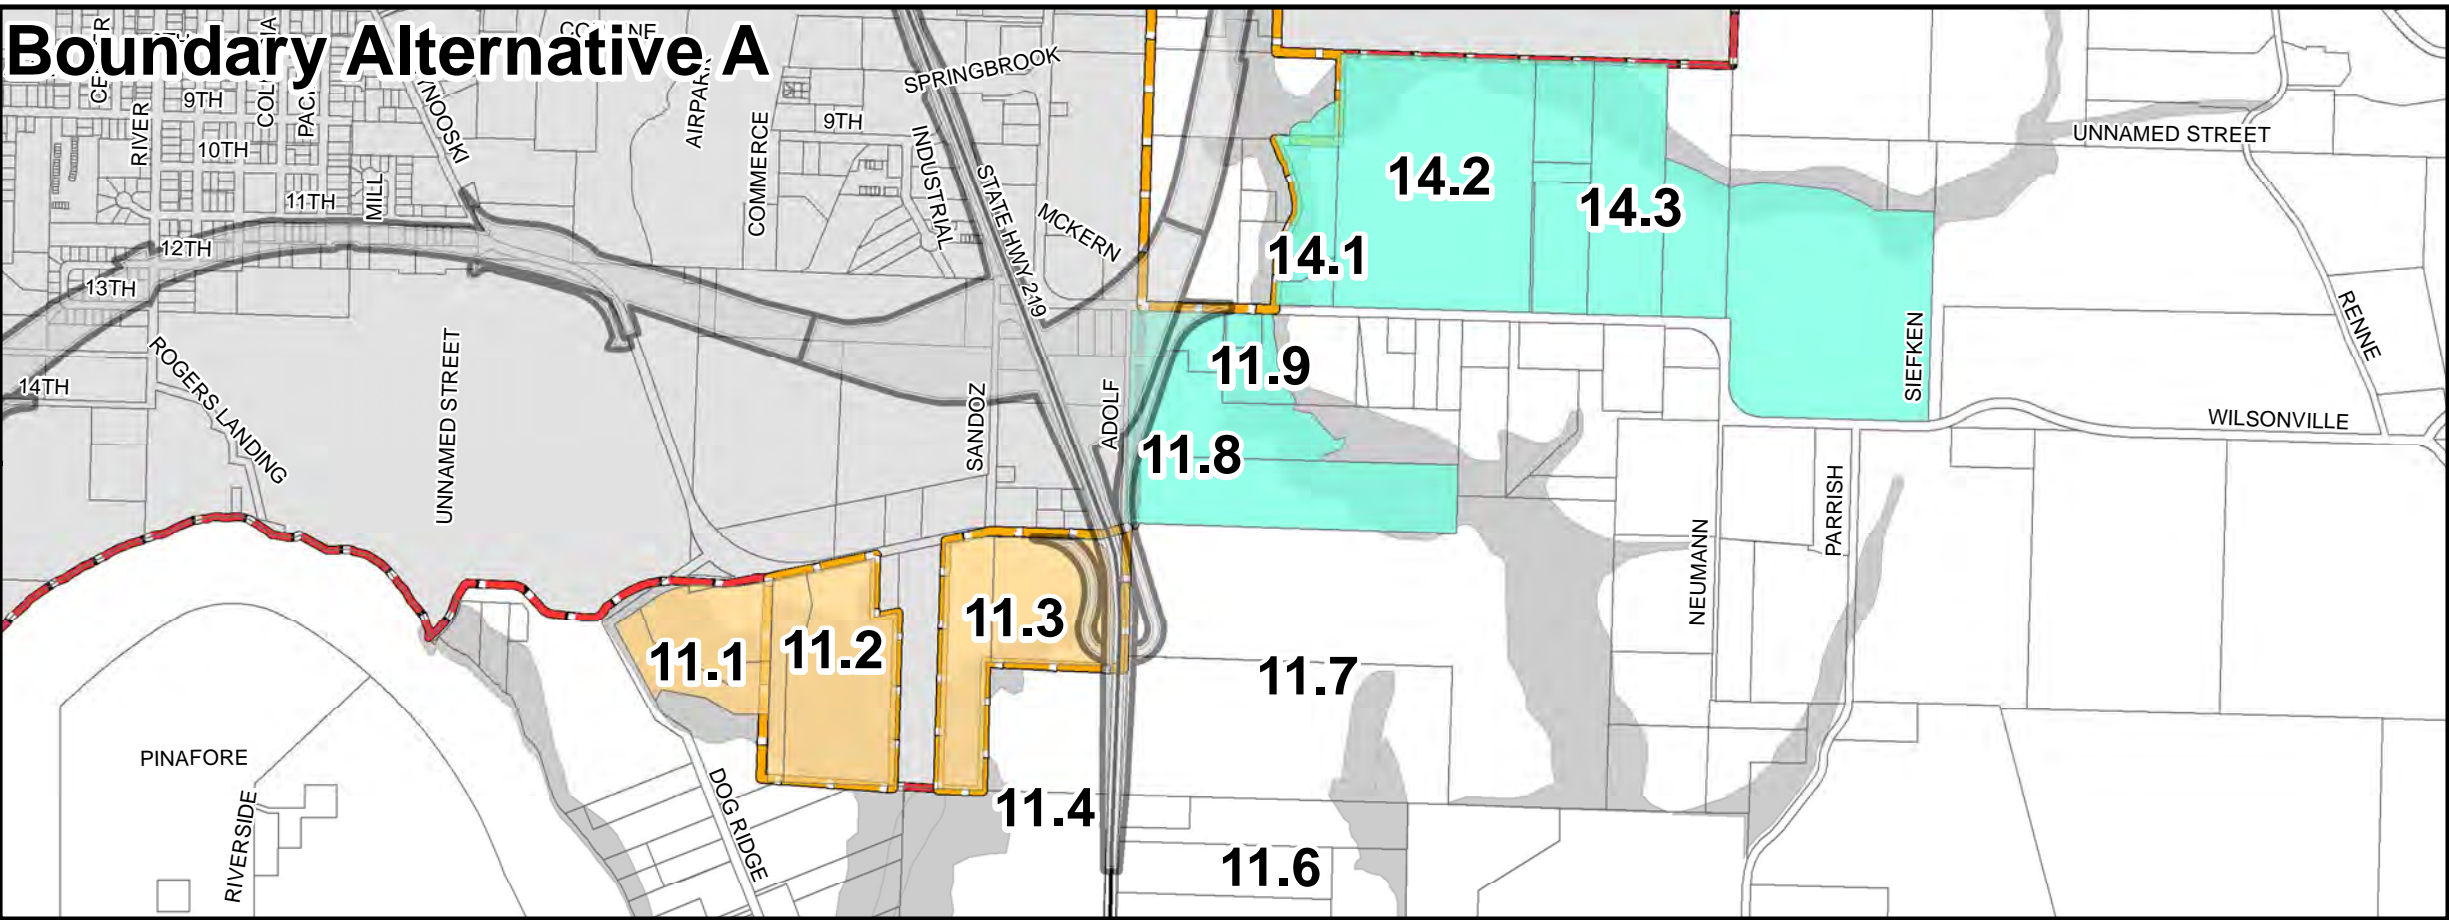 Boundary Alternative A
SPRINGBROOK
AIRPARK
9TH
RIVER
10TH
COMMERCE
9TH
INDUSTRIAL
11TH
MILL
12TH
13TH
14TH
ROGERS LANDING
UNNAMED STREET
STATE HWY 219
MCKERN
SANDOZ
ADOLF
UNNAMED STREET
14.2
14.3
14.1
11.9
11.8
SIEFKEN
RENNE
WILSONVILLE
PARRISH
NEUMANN
11.3
11.2
11.1
11.7
PINAFORE
RIVERSIDE
DOG RIDGE
11.4
11.6